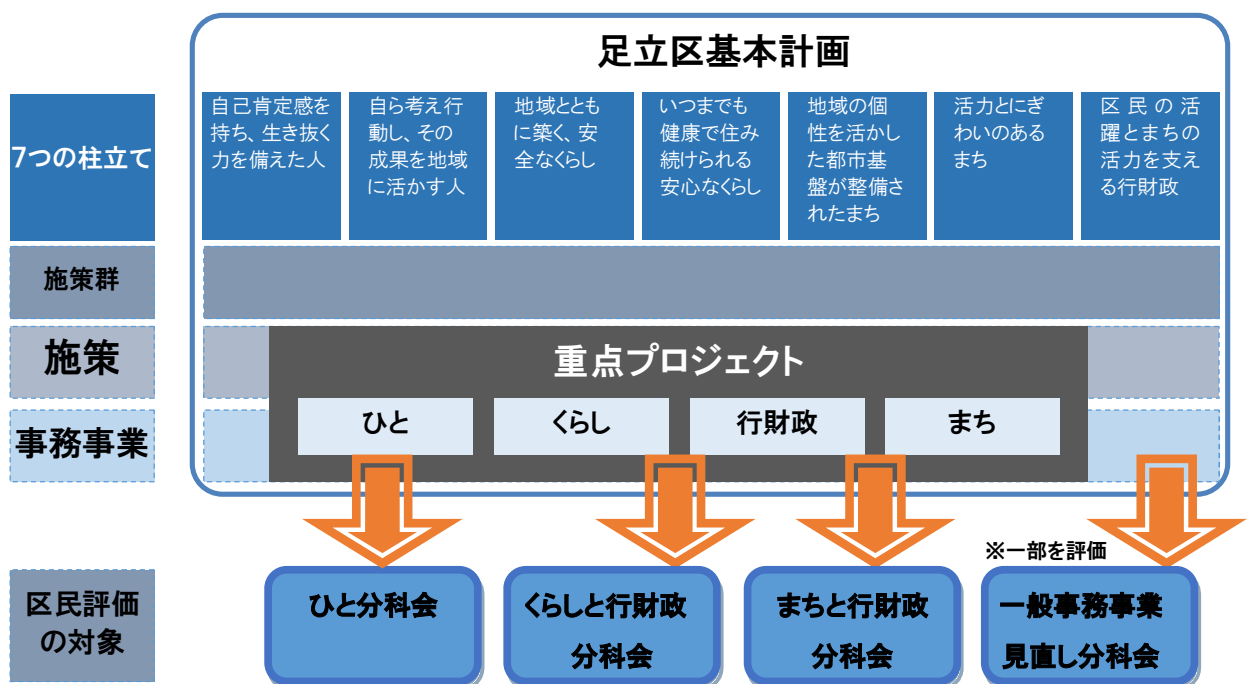 足立区基本計画
7つの柱立て
自己肯定感を
持ち、生き抜く
力を備えた人
自ら考え行
動し、その
成果を地域
に活かす人
地域ととも
に築く、安
全なくらし
いつまでも
健康で住み
続けられる
安心なくらし
地域の個
性を活かし
た都市基
盤が整備さ
れたまち
活力とにぎ
わいのある
まち
区民の活
躍とまちの
活力を支え
る行財政
施策群
施策
重点プロジェクト
事務事業
ひと
くらし
行財政
まち
※一部を評価
区民評価
の対象
ひと分科会
くらしと行財政
分科会
まちと行財政
分科会
一般事務事業
見直し分科会